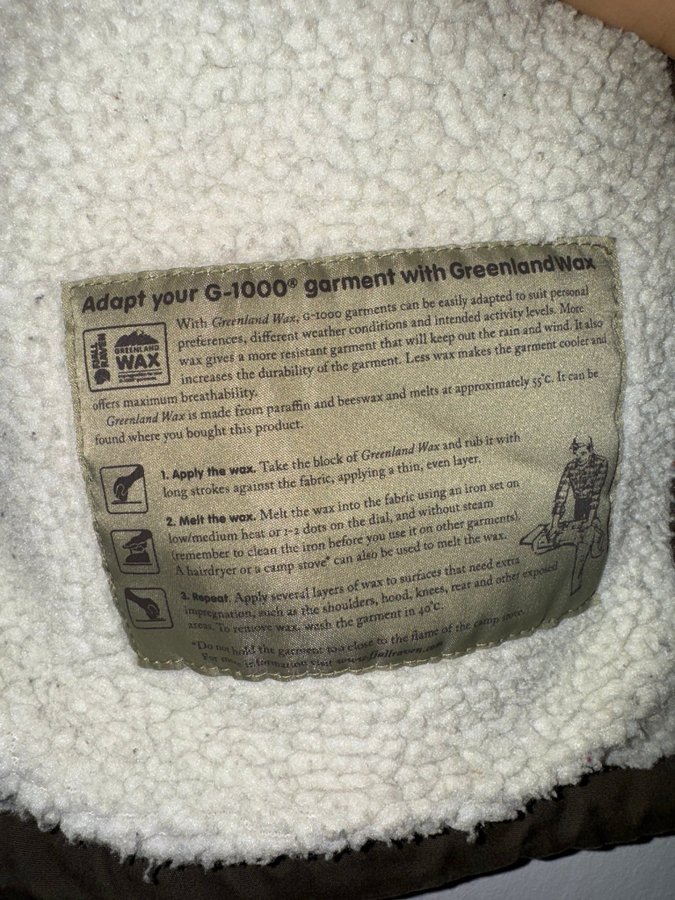 Adapt your G-1000® garment with GreenlandWax
FJÄLL RÄVEN
GREENLAND
WAX
With Greenland Wax, G-1000 garments can be easily adapted to suit personal
preferences, different weather conditions and intended activity levels. More
wax gives a more resistant garment that will keep out the rain and wind. It also
increases the durability of the garment. Less wax makes the garment cooler and
offers maximum breathability.
Greenland Wax is made from paraffin and beeswax and melts at approximately 55°C. It can be
found where you bought this product.
1. Apply the wax. Take the block of Greenland Wax and rub it with
long strokes against the fabric, applying a thin, even layer.
2. Melt the wax. Melt the wax into the fabric using an iron set on
low/medium heat or 1-2 dots on the dial, and without steam
(remember to clean the iron before you use it on other garments).
A hairdryer or a camp stove* can also be used to melt the wax.
3. Repeat. Apply several layers of wax to surfaces that need extra
impregnation, such as the shoulders, hood, knees, rear and other exposed
areas. To remove wax, wash the garment in 40°C.
*Do not hold the garment too close to the flame of the camp stove.
For more information visit www.fjallraven.com